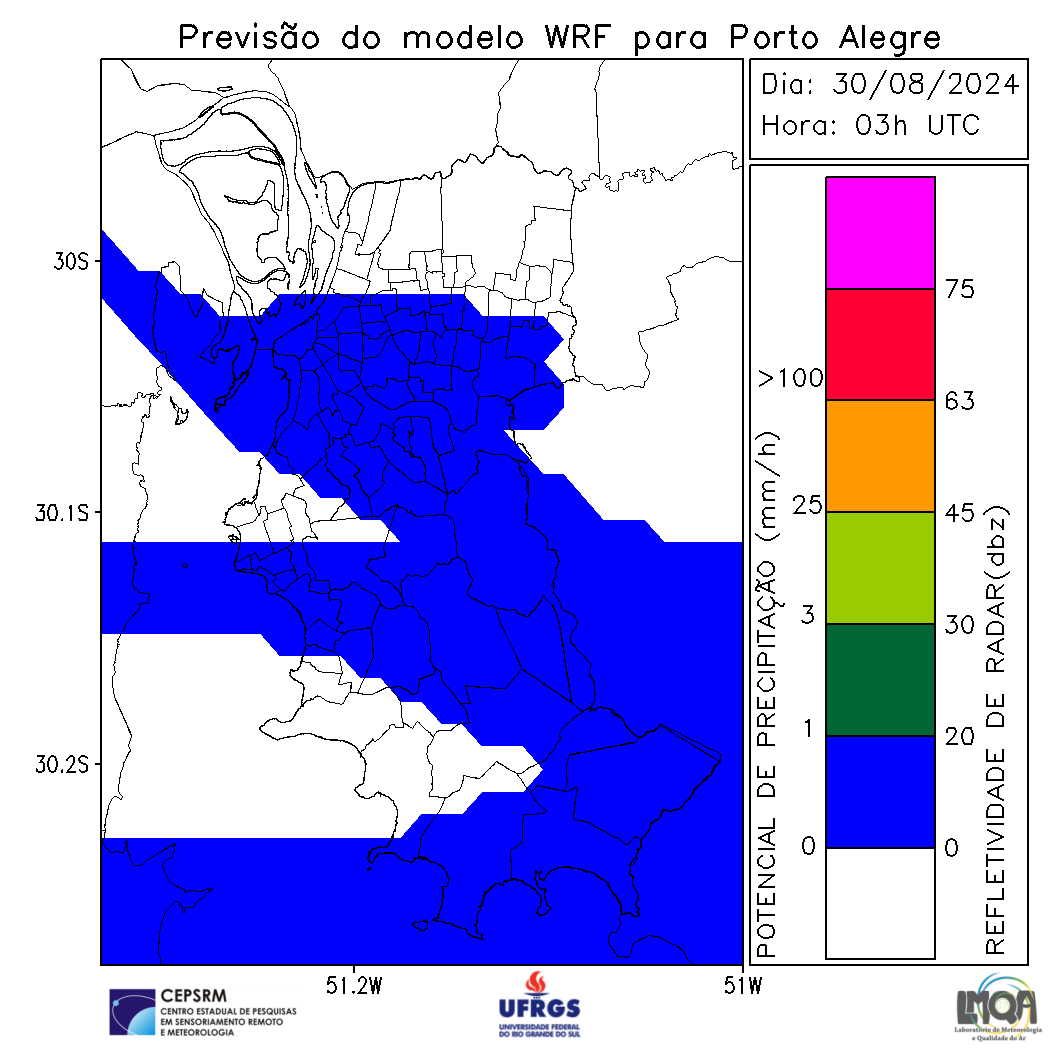 Previsão do modelo WRF para Porto Alegre
Dia: 30/08/2024
Hora: 03h UTC
30S
30.1S
30.2S
51.2W
51W
POTENCIAL DE PRECIPITAÇÃO (mm/h)
>100
25
3
1
0
75
63
45
30
20
0
REFLETIVIDADE DE RADAR(dbz)
CEPSRM
CENTRO ESTADUAL DE PESQUISAS
EM SENSORIAMENTO REMOTO
E METEOROLOGIA
UFRGS
UNIVERSIDADE FEDERAL
DO RIO GRANDE DO SUL
LMQA
Laboratório de Meteorologia
e Qualidade do Ar